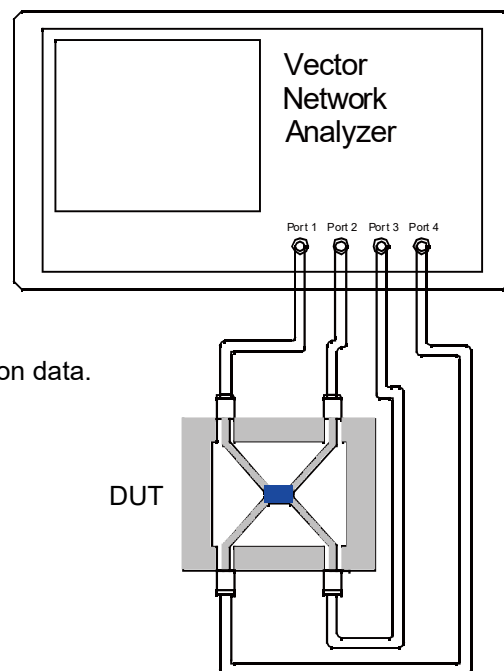 Vector
Network
Analyzer
Port 1 Port 2 Port 3 Port 4
on data.
DUT